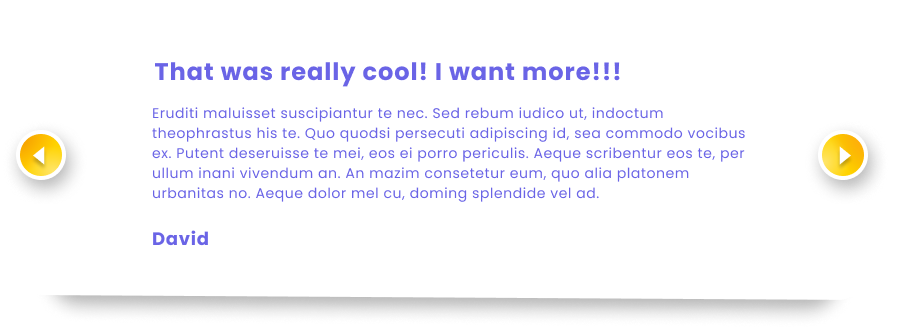 That was really cool! I want more!!!
Eruditi maluisset suscipiantur te nec. Sed rebum iudico ut, indoctum
theophrastus his te. Quo quodsi persecuti adipiscing id, sea commodo vocibus
ex. Putent deseruisse te mei, eos ei porro periculis. Aeque scribentur eos te, per
ullum inani vivendum an. An mazim consetetur eum, quo alia platonem
urbanitas no. Aeque dolor mel cu, doming splendide vel ad.
David